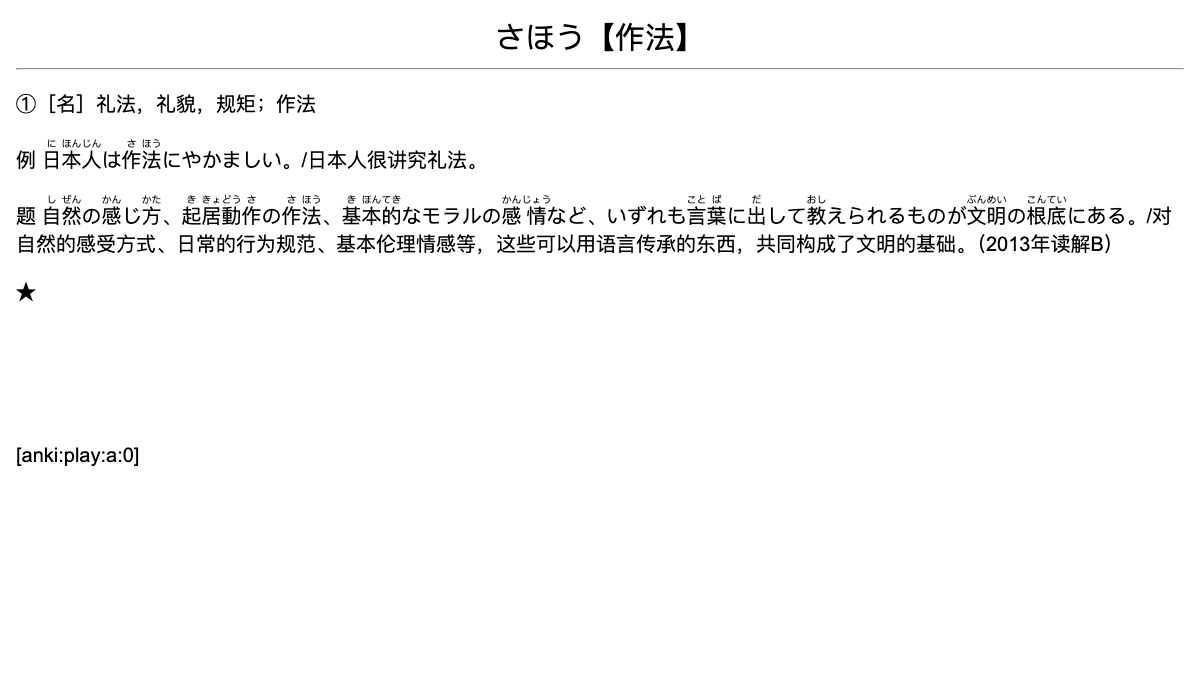 さほう【作法】
①［名］礼法，礼貌，规矩；作法
に ほんじん さ ほう
例 日本人は作法にやかましい。/日本人很讲究礼法。
し ぜん かん かた き きょどう さ さ ほう き ほんてき かんじょう こと ば だ おし ぶんめい こんてい
题 自然の感じ方、起居動作の作法、基本的なモラルの感情など、いずれも言葉に出して教えられるものが文明の根底にある。/对
自然的感受方式、日常的行为规范、基本伦理情感等，这些可以用语言传承的东西，共同构成了文明的基础。（2013年读解B）
★
[anki:play:a:0]